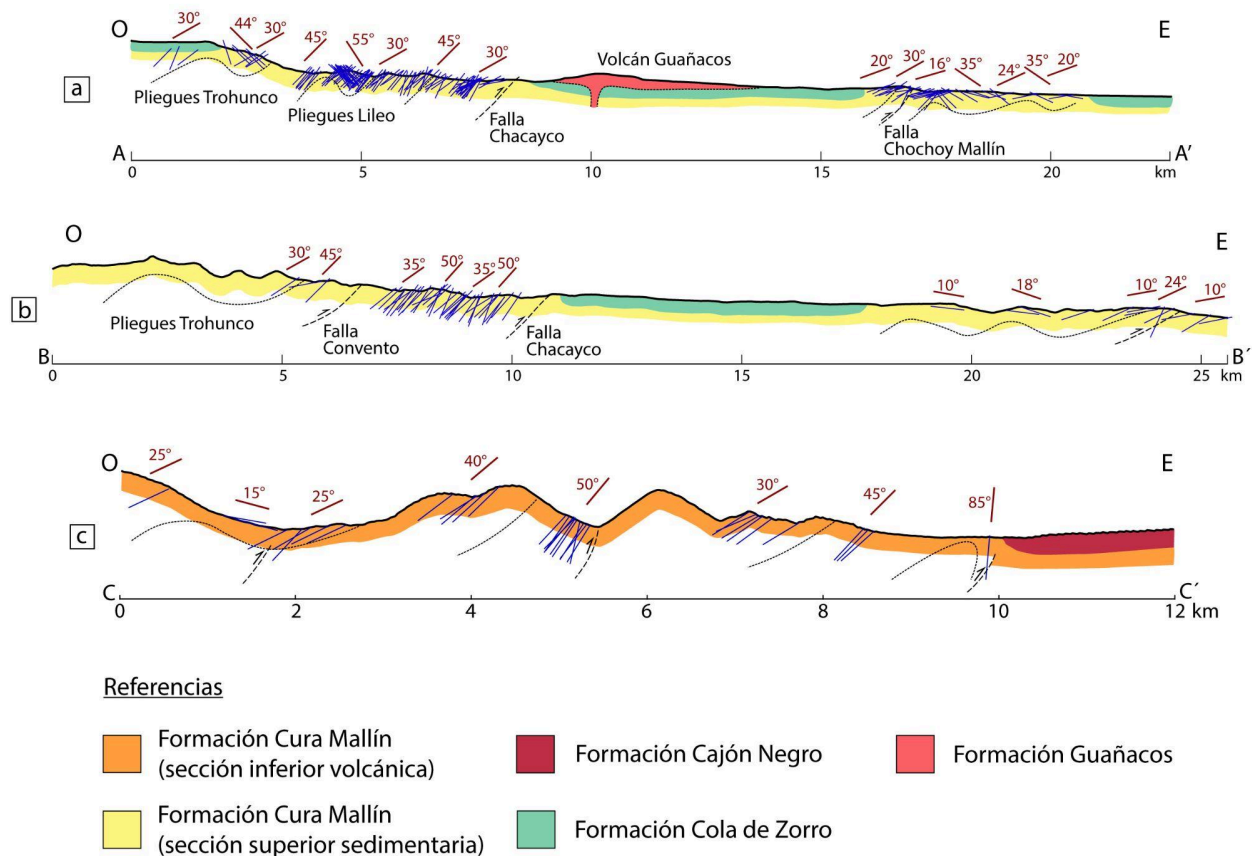 O
E
30°
44°
30°
45°
55°
30°
45°
30°
Volcán Guañacos
20°
30°
16°
35°
24°
35°
20°
a
Pliegues Trohunco
Pliegues Lileo
Falla
Chacayco
Falla
Chochoy Mallín
A
A’
0
5
10
15
20
km
O
E
30°
45°
35°
50°
35°
50°
10°
18°
10°
24°
10°
b
Pliegues Trohunco
Falla
Convento
Falla
Chacayco
B
B´
0
5
10
15
20
25
km
O
E
25°
15°
25°
40°
50°
30°
45°
85°
c
C
C´
0
2
4
6
8
10
12 km
Referencias
Formación Cura Mallín
(sección inferior volcánica)
Formación Cajón Negro
Formación Guañacos
Formación Cura Mallín
(sección superior sedimentaria)
Formación Cola de Zorro